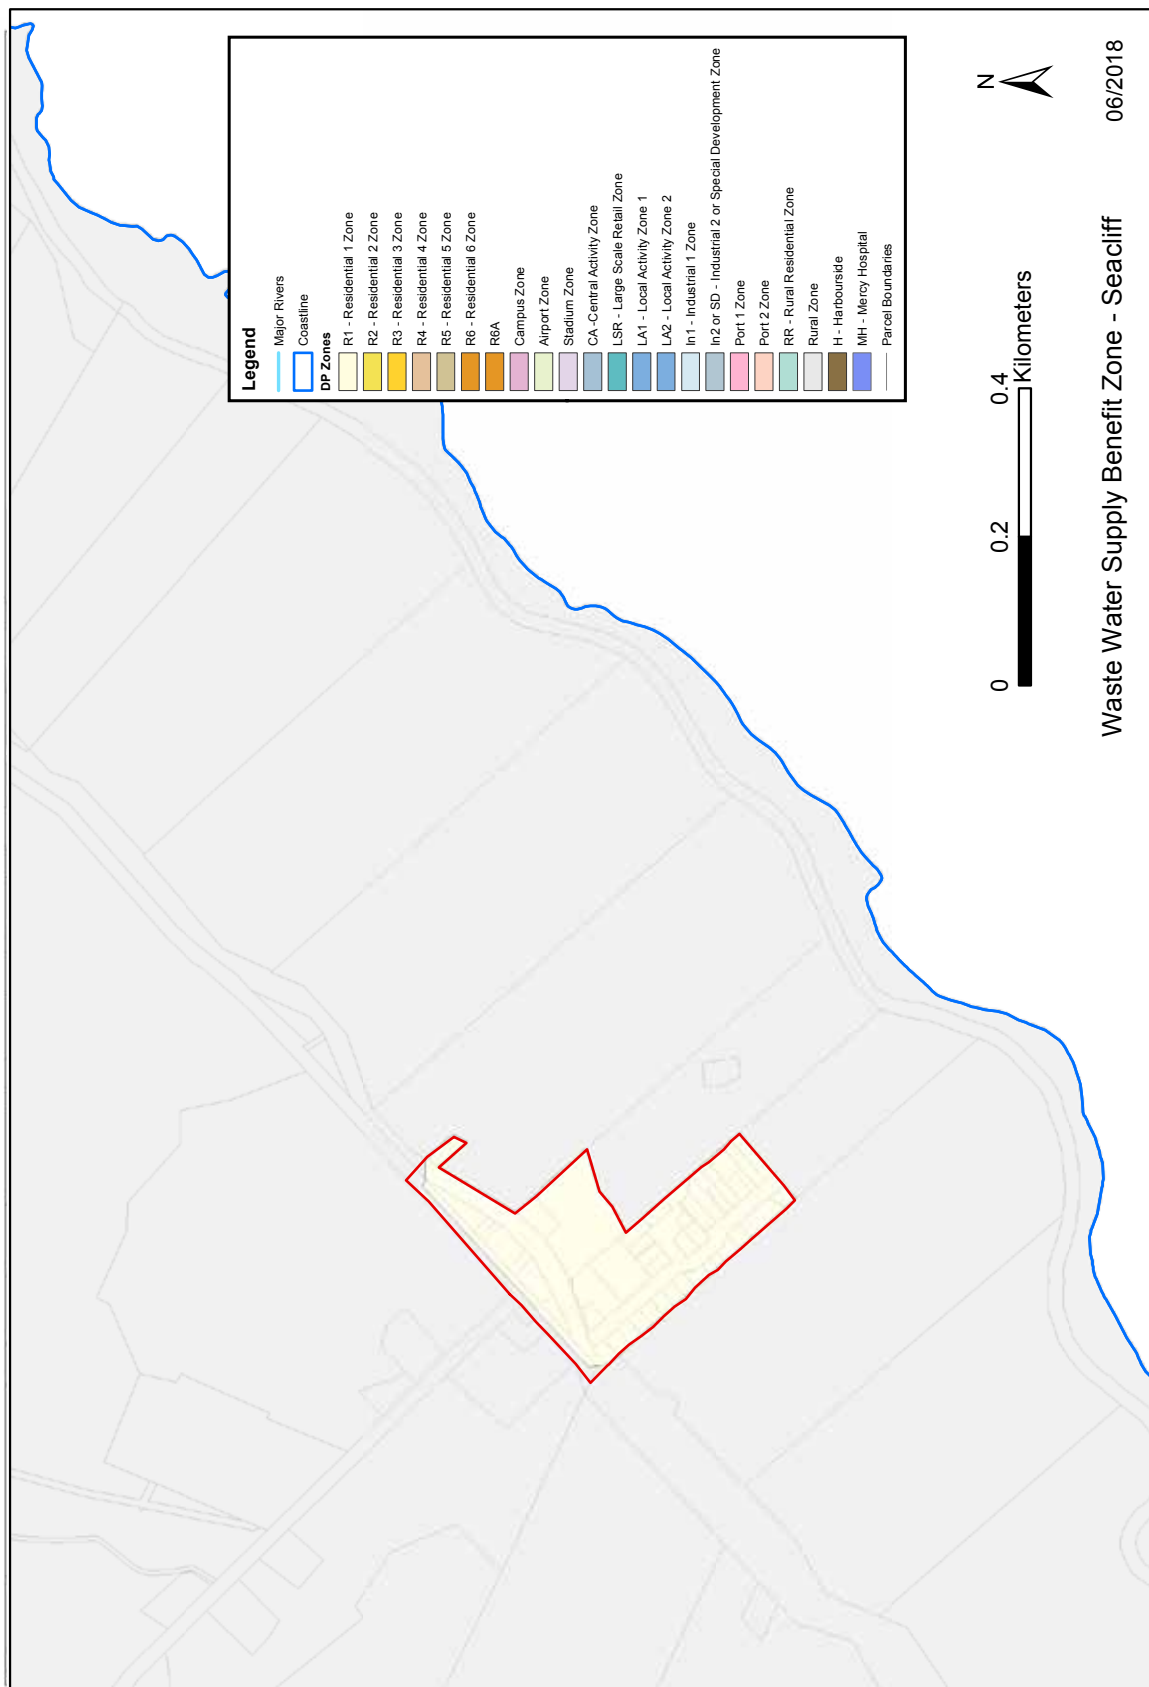 Legend
Major Rivers
Coastline
DP Zones
R1 - Residential 1 Zone
R2 - Residential 2 Zone
R3 - Residential 3 Zone
R4 - Residential 4 Zone
R5 - Residential 5 Zone
R6 - Residential 6 Zone
R6A
Campus Zone
Airport Zone
Stadium Zone
CA -Central Activity Zone
LSR - Large Scale Retail Zone
LA1 - Local Activity Zone 1
LA2 - Local Activity Zone 2
In1 - Industrial 1 Zone
In2 or SD - Industrial 2 or Special Development Zone
Port 1 Zone
Port 2 Zone
RR - Rural Residential Zone
Rural Zone
H - Harbourside
MH - Mercy Hospital
Parcel Boundaries
N
0 0.2 0.4
Kilometers
Waste Water Supply Benefit Zone - Seacliff 06/2018